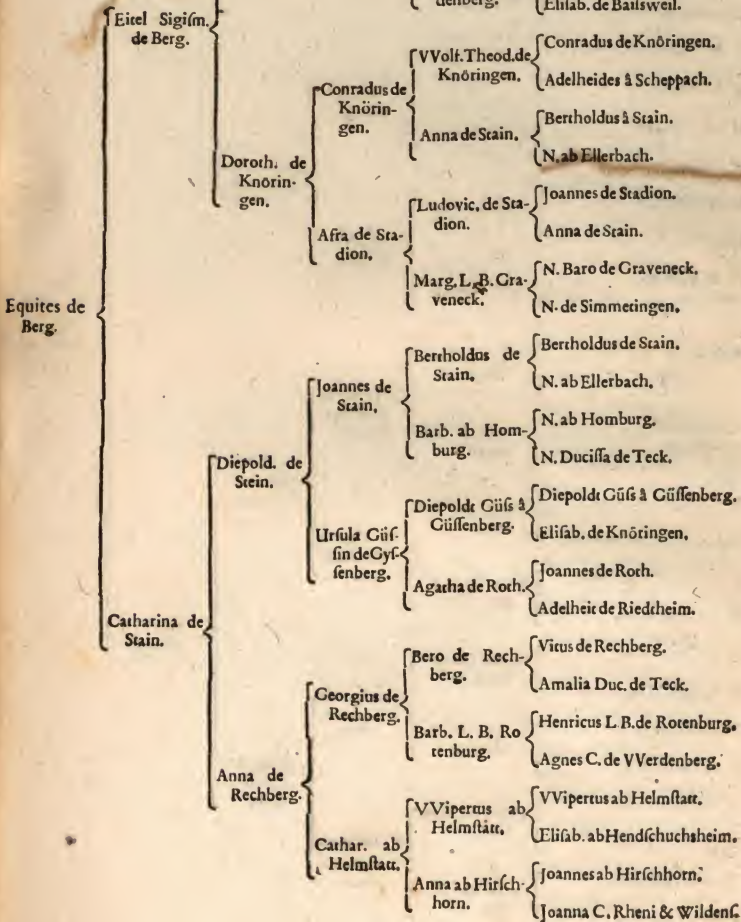 denberg.
Elisab. de Bailsweil.
Eitel Sigism.
de Berg.
VVolf. Theod. de
Knöringen.
Conradus de Knöringen.
Adelheides à Scheppach.
Conradus de
Knörin-
gen.
Anna de Stain.
Bertholdus à Stain.
N. ab Ellerbach.
Doroth. de
Knörin-
gen.
Afra de Sta-
dion.
Ludovic. de Sta-
dion.
Joannes de Stadion.
Anna de Stain.
Marg. L. B. Gra-
veneck.
N. Baro de Graveneck.
N. de Simmetingen.
Equites de
Berg.
Bertholdus de
Stain.
Bertholdus de Stain.
N. ab Ellerbach.
Joannes de
Stain.
Barb. ab Hom-
burg.
N. ab Homburg.
N. Ducissa de Teck.
Diepold. de
Stein.
Diepoldt Güss à
Güssenberg.
Diepoldt Güss à Güssenberg.
Elisab. de Knöringen.
Ursula Güs-
sin de Gys-
senberg.
Agatha de Roth.
Joannes de Roth.
Adelheit de Riedtheim.
Catharina de
Stain.
Bero de Rech-
berg.
Vitus de Rechberg.
Amalia Duc. de Teck.
Georgius de
Rechberg.
Barb. L. B. Ro
tenburg.
Henricus L B. de Rotenburg.
Agnes C. de VVerdenberg.
Anna de
Rechberg.
VVipertus ab
Helmstatt.
VVipertus ab Helmstatt.
Elisab. ab Hendschuchsheim.
Cathar. ab
Helmstatt.
Anna ab Hirsch-
horn.
Joannes ab Hirschhorn.
Joanna C. Rheni & Wildens.